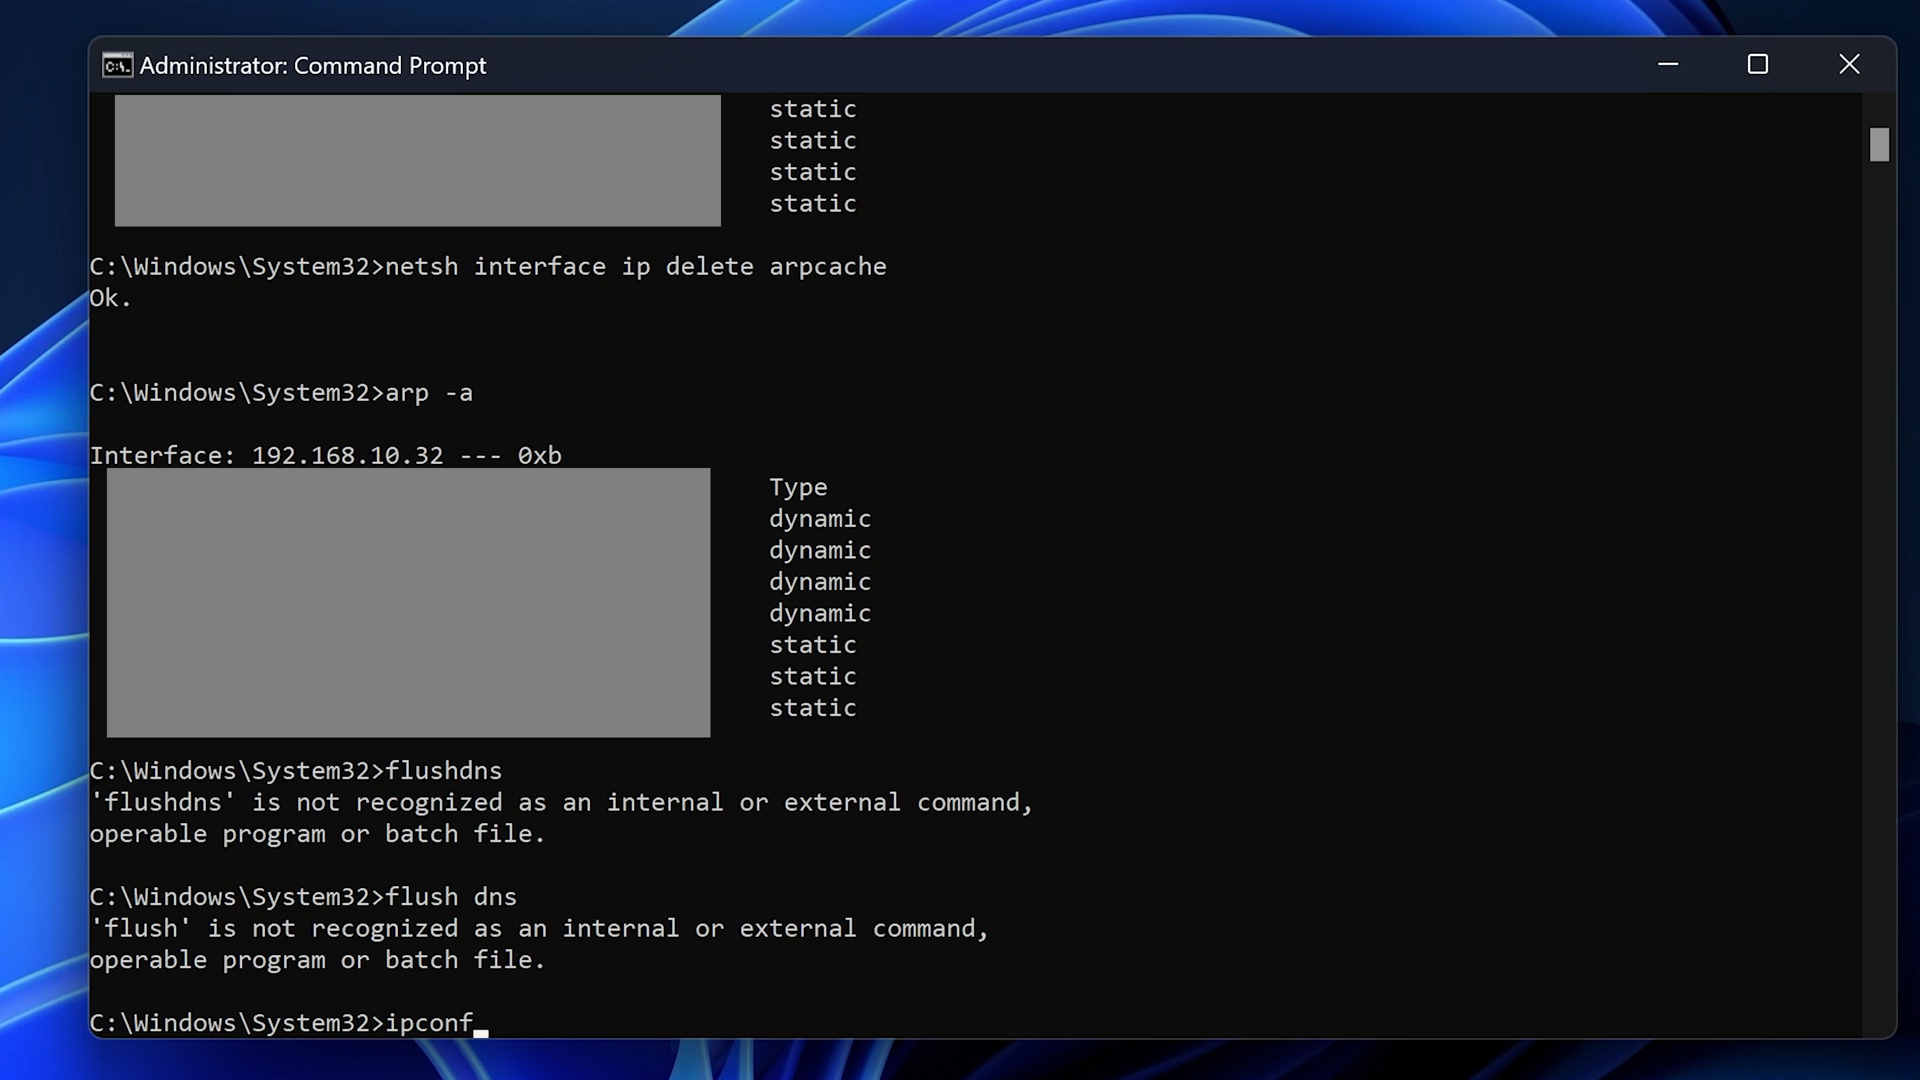 Administrator: Command Prompt
static
static
static
static
C:\Windows\System32>netsh interface ip delete arpcache
Ok.
C:\Windows\System32>arp -a
Interface: 192.168.10.32 --- 0xb
Type
dynamic
dynamic
dynamic
dynamic
static
static
static
C:\Windows\System32>flushdns
'flushdns' is not recognized as an internal or external command,
operable program or batch file.
C:\Windows\System32>flush dns
'flush' is not recognized as an internal or external command,
operable program or batch file.
C:\Windows\System32>ipconf